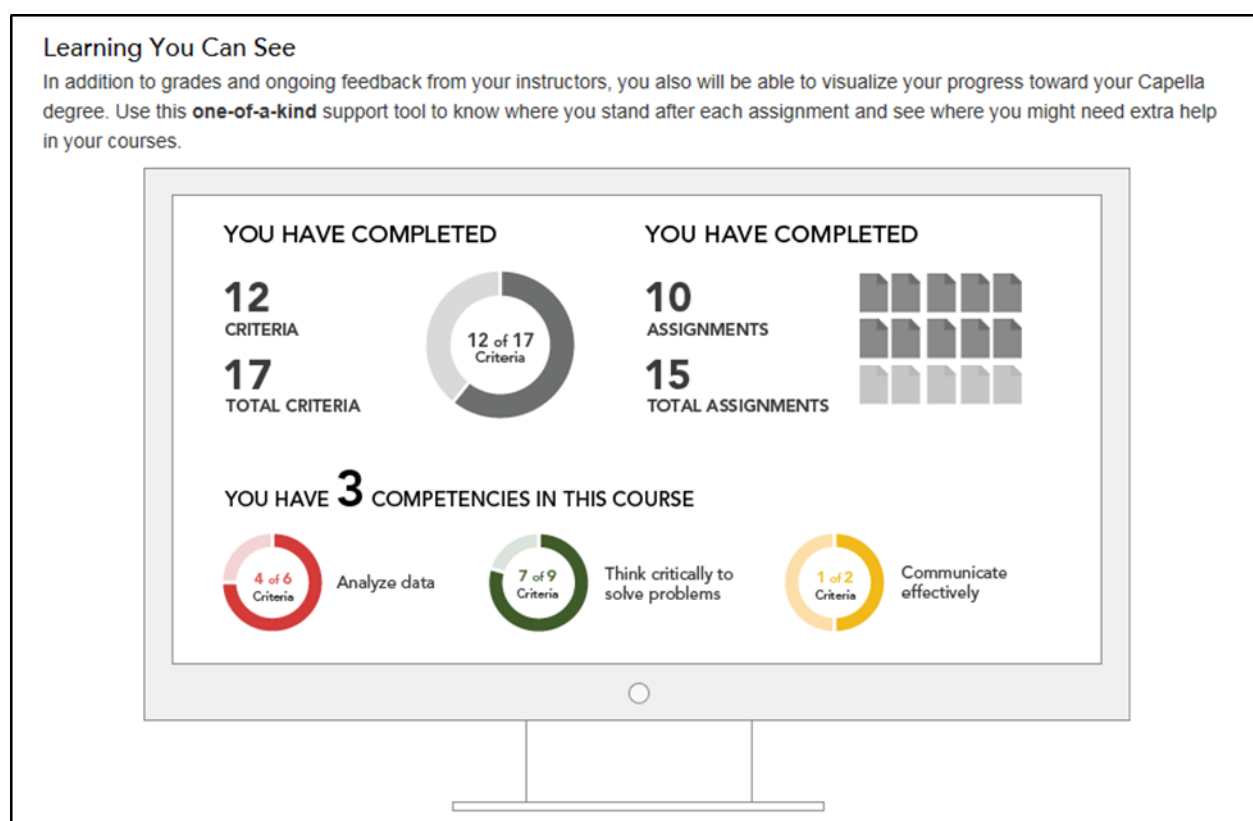 Learning You Can See
In addition to grades and ongoing feedback from your instructors, you also will be able to visualize your progress toward your Capella
degree. Use this one-of-a-kind support tool to know where you stand after each assignment and see where you might need extra help
in your courses.
YOU HAVE COMPLETED
12
CRITERIA
17
TOTAL CRITERIA
12 of 17
Criteria
YOU HAVE COMPLETED
10
ASSIGNMENTS
15
TOTAL ASSIGNMENTS
YOU HAVE 3 COMPETENCIES IN THIS COURSE
4 of 6
Criteria
Analyze data
7 of 9
Criteria
Think critically to
solve problems
1 of 2
Criteria
Communicate
effectively